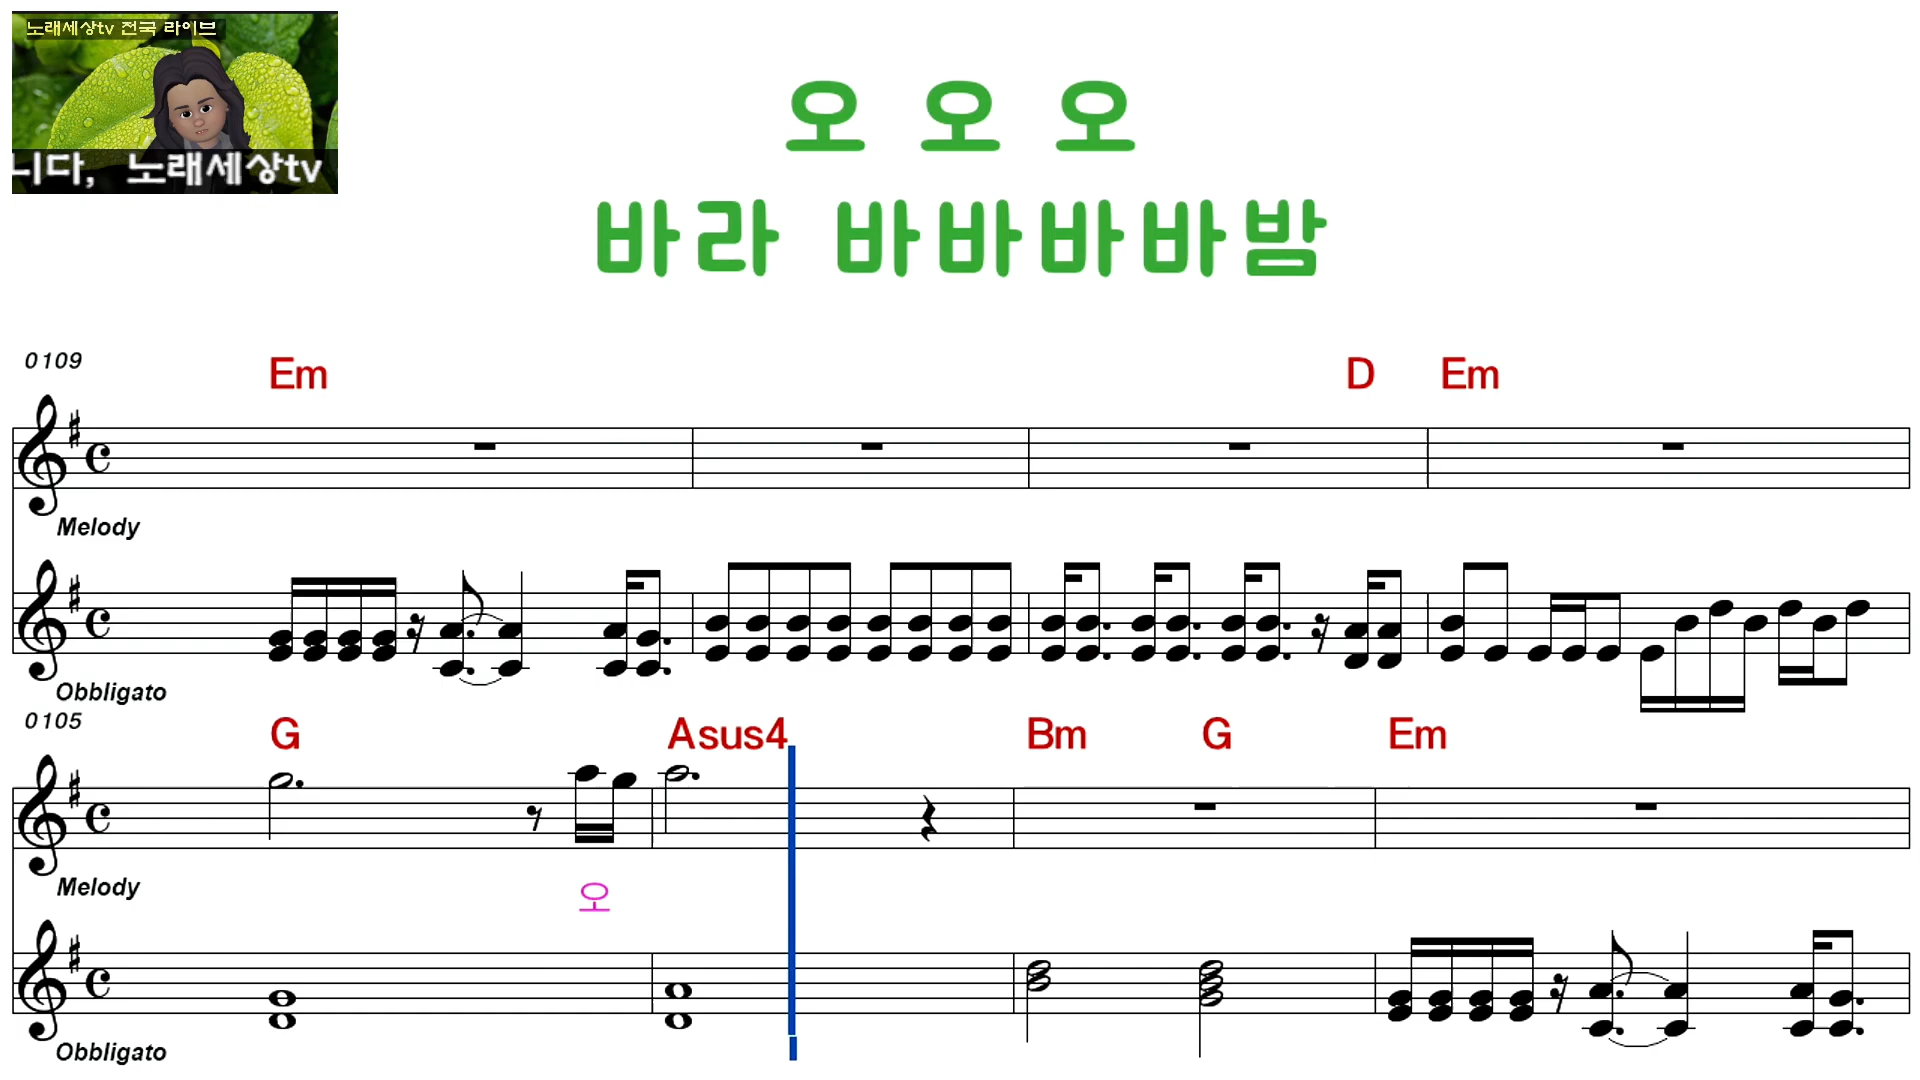 노래세상tv 전국 라이브
니다, 노래세상tv
오 오 오
바라 바바바바밤
0109
Em D Em
Melody
Obbligato
0105
G Asus4 Bm G Em
Melody
오
Obbligato